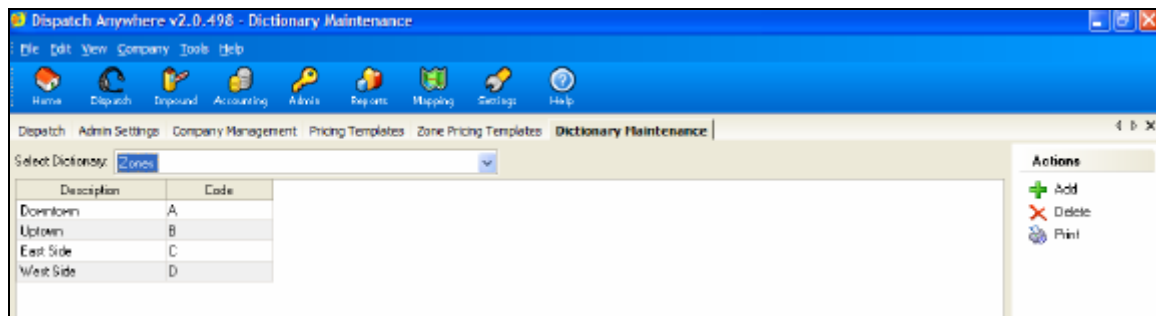 Dispatch Anywhere v2.0.498 - Dictionary Maintenance
File Edit View Company Tools Help
Home Dispatch Impound Accounting Admin Reports Mapping Settings Help
Dispatch Admin Settings Company Management Pricing Templates Zone Pricing Templates Dictionary Maintenance
Select Dictionary: Zones
Actions
Description Code
Add
Downtown A
Delete
Uptown B
Print
East Side C
West Side D